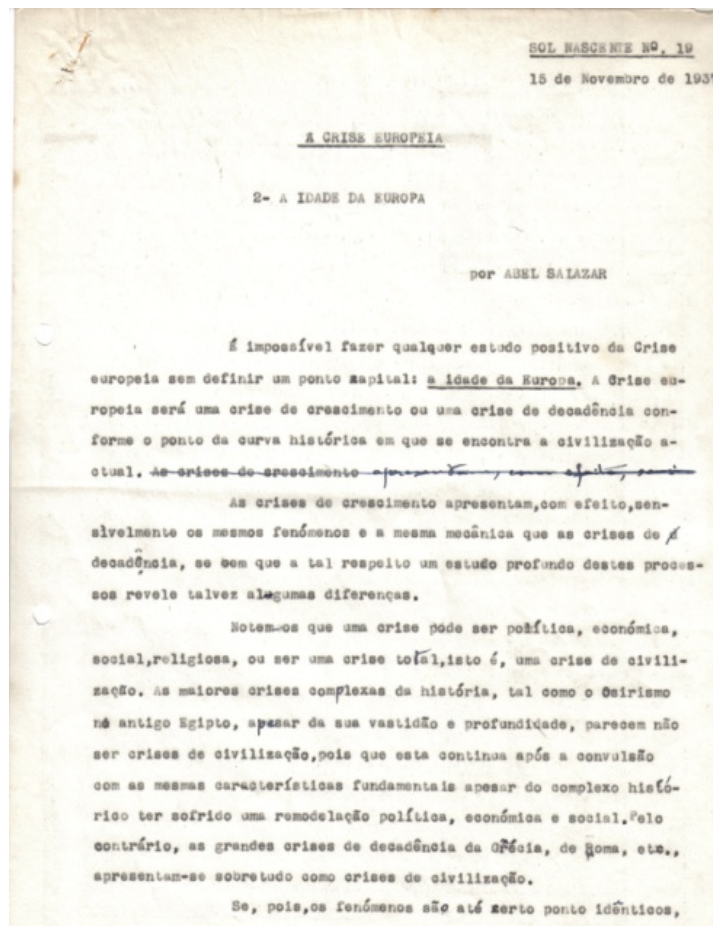 SOL NASCENTE Nº. 19
15 de Novembro de 193
A CRISE EUROPEIA
2- A IDADE DA EUROPA
por ABEL SALAZAR
É impossível fazer qualquer estudo positivo da Crise
europeia sem definir um ponto xapital: a idade da Europa. A Crise eu-
ropeia será uma crise de crescimento ou uma crise de decadência con-
forme o ponto da curva histórica em que se encontra a civilização a-
ctual. As crises de crescimento apresentam, com efeito,
As crises de crescimento apresentam,com efeito,sen-
sivelmente os mesmos fenómenos e a mesma mecânica que as crises de
decadência, se bem que a tal respeito um estudo profundo destes proces-
sos revele talvez alugumas diferenças.
Notemos que uma crise pode ser política, económica,
social,religiosa, ou ser uma crise total,isto é, uma crise de civili-
zação. As maiores crises complexas da história, tal como o Osirismo
no antigo Egipto, apesar da sua vastidão e profundidade, parecem não
ser crises de civilização,pois que esta continua após a convulsão
com as mesmas características fundamentais apesar do complexo histó-
rico ter sofrido uma remodelação política, económica e social.Pelo
contrário, as grandes crises de decadência da Grécia, de Roma, etc.,
apresentam-se sobretudo como crises de civilização.
Se, pois,os fenómenos são até certo ponto idênticos,